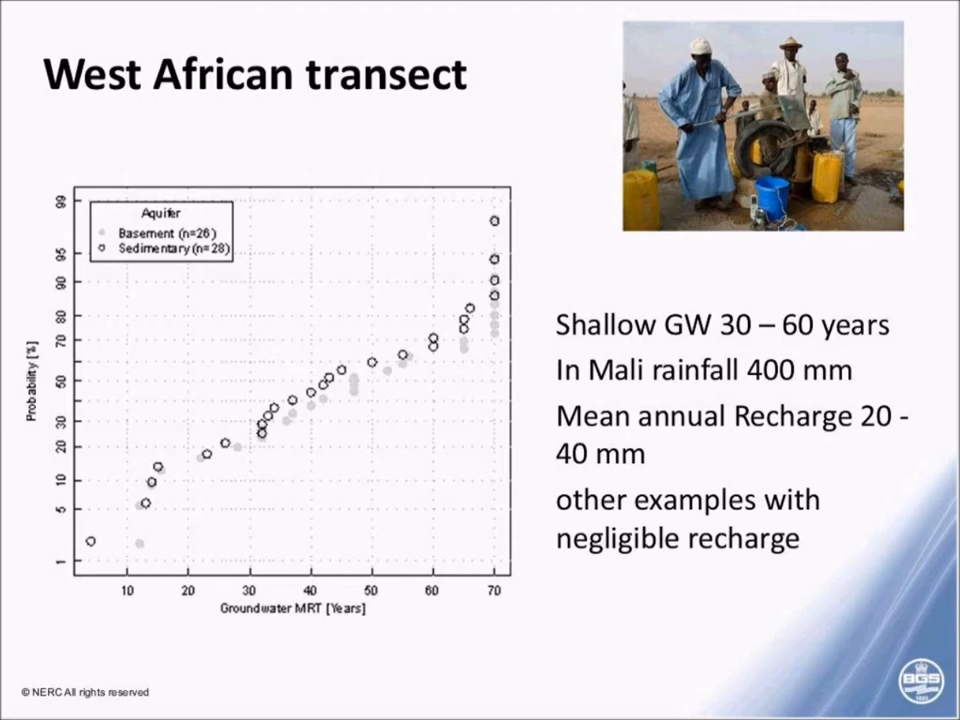 West African transect
Aquifer
Basement (n=26)
Sedimentary (n=28)
Probability [%]
99
95
90
80
70
50
30
20
10
5
1
10 20 30 40 50 60 70
Groundwater MRT [Years]
Shallow GW 30 – 60 years
In Mali rainfall 400 mm
Mean annual Recharge 20 -
40 mm
other examples with
negligible recharge
© NERC All rights reserved
BGS